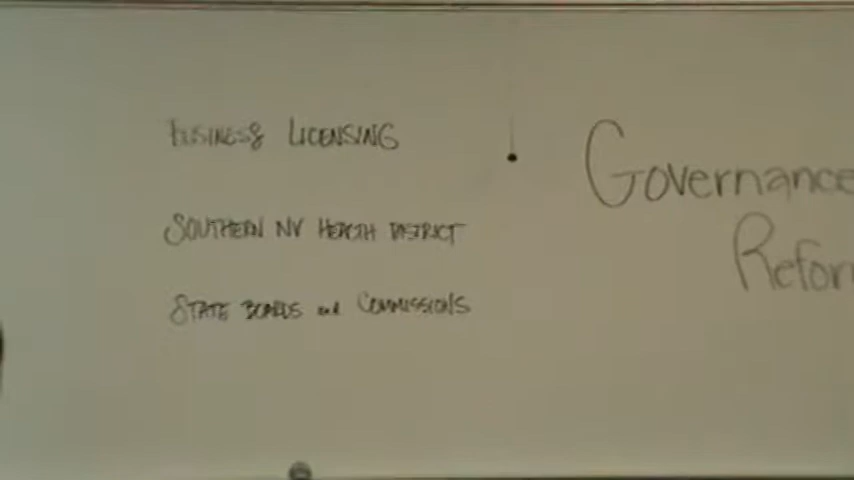 BUSINESS LICENSING
SOUTHERN NV HEALTH DISTRICT
STATE BOARDS and COMMISSIONS
Governance
Refor